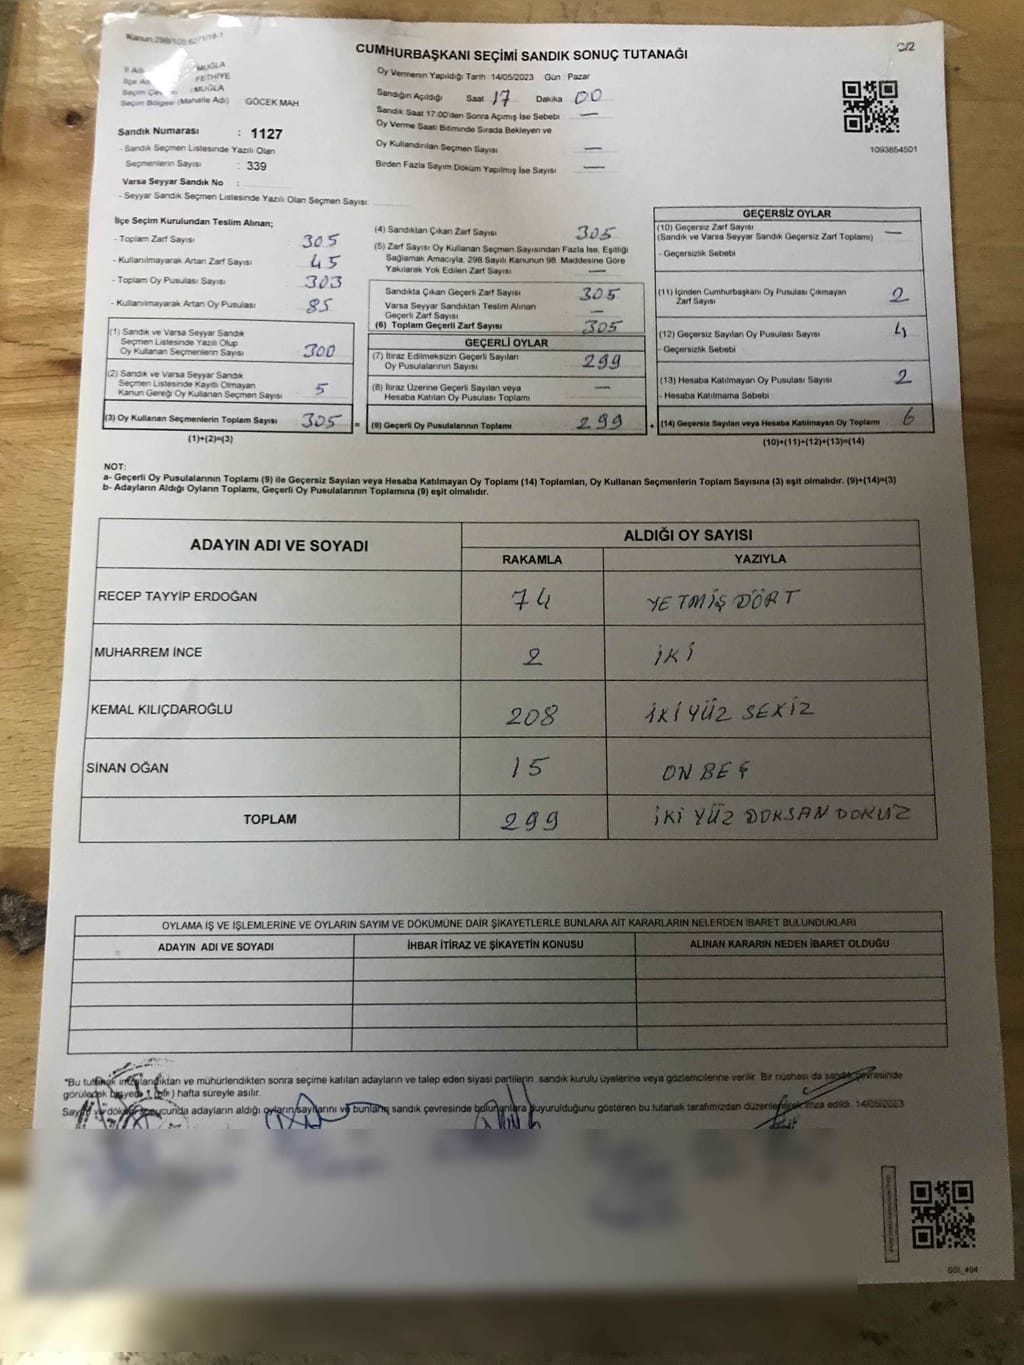 Kanun:298/105;6271/16-1
CUMHURBAŞKANI SEÇİMİ SANDIK SONUÇ TUTANAĞI
2/2
İl Adı : MUĞLA
İlçe Adı FETHİYE
Seçim Çevresi : MUĞLA
Seçim Bölgesi (Mahalle Adı) : GÖCEK MAH
Sandık Numarası : 1127
- Sandık Seçmen Listesinde Yazılı Olan
Seçmenlerin Sayısı : 339
Varsa Seyyar Sandık No :
- Seyyar Sandık Seçmen Listesinde Yazılı Olan Seçmen Sayısı:
Oy Vermenin Yapıldığı Tarih 14/05/2023 Gün : Pazar
Sandığın Açıldığı Saat 17 Dakika 00
Sandık Saat 17:00'den Sonra Açılmış İse Sebebi —
Oy Verme Saati Bitiminde Sırada Bekleyen ve
Oy Kullandırılan Seçmen Sayısı —
Birden Fazla Sayım Döküm Yapılmış İse Sayısı —
1093854501
İlçe Seçim Kurulundan Teslim Alınan;
- Toplam Zarf Sayısı 305
- Kullanılmayarak Artan Zarf Sayısı 45
- Toplam Oy Pusulası Sayısı 303
- Kullanılmayarak Artan Oy Pusulası 85
(1) Sandık ve Varsa Seyyar Sandık
Seçmen Listesinde Yazılı Olup
Oy Kullanan Seçmenlerin Sayısı 300
(2) Sandık ve Varsa Seyyar Sandık
Seçmen Listesinde Kayıtlı Olmayan
Kanun Gereği Oy Kullanan Seçmen Sayısı 5
(3) Oy Kullanan Seçmenlerin Toplam Sayısı 305 =
(1)+(2)=(3)
(4) Sandıktan Çıkan Zarf Sayısı 305
(5) Zarf Sayısı Oy Kullanan Seçmen Sayısından Fazla İse, Eşitliği
Sağlamak Amacıyla, 298 Sayılı Kanunun 98. Maddesine Göre
Yakılarak Yok Edilen Zarf Sayısı —
Sandıkta Çıkan Geçerli Zarf Sayısı 305
Varsa Seyyar Sandıktan Teslim Alınan
Geçerli Zarf Sayısı —
(6) Toplam Geçerli Zarf Sayısı 305
GEÇERLİ OYLAR
(7) İtiraz Edilmeksizin Geçerli Sayılan
Oy Pusulalarının Sayısı 299
(8) İtiraz Üzerine Geçerli Sayılan veya
Hesaba Katılan Oy Pusulası Toplamı —
(9) Geçerli Oy Pusulalarının Toplamı 299 +
GEÇERSİZ OYLAR
(10) Geçersiz Zarf Sayısı —
(Sandık ve Varsa Seyyar Sandık Geçersiz Zarf Toplamı)
- Geçersizlik Sebebi
(11) İçinden Cumhurbaşkanı Oy Pusulası Çıkmayan
Zarf Sayısı 2
(12) Geçersiz Sayılan Oy Pusulası Sayısı 4
- Geçersizlik Sebebi
(13) Hesaba Katılmayan Oy Pusulası Sayısı 2
- Hesaba Katılmama Sebebi
(14) Geçersiz Sayılan veya Hesaba Katılmayan Oy Toplamı 6
(10)+(11)+(12)+(13)=(14)
NOT:
a- Geçerli Oy Pusulalarının Toplamı (9) ile Geçersiz Sayılan veya Hesaba Katılmayan Oy Toplamı (14) Toplamları, Oy Kullanan Seçmenlerin Toplam Sayısına (3) eşit olmalıdır. (9)+(14)=(3)
b- Adayların Aldığı Oyların Toplamı, Geçerli Oy Pusulalarının Toplamına (9) eşit olmalıdır.
ADAYIN ADI VE SOYADI ALDIĞI OY SAYISI
RAKAMLA YAZIYLA
RECEP TAYYİP ERDOĞAN 74 YETMİŞ DÖRT
MUHARREM İNCE 2 İKİ
KEMAL KILIÇDAROĞLU 208 İKİ YÜZ SEKİZ
SİNAN OĞAN 15 ON BEŞ
TOPLAM 299 İKİ YÜZ DOKSAN DOKUZ
OYLAMA İŞ VE İŞLEMLERİNE VE OYLARIN SAYIM VE DÖKÜMÜNE DAİR ŞİKAYETLERLE BUNLARA AİT KARARLARIN NELERDEN İBARET BULUNDUKLARI
ADAYIN ADI VE SOYADI İHBAR İTİRAZ VE ŞİKAYETİN KONUSU ALINAN KARARIN NEDEN İBARET OLDUĞU
*Bu tutanak imzalandıktan ve mühürlendikten sonra seçime katılan adayların ve talep eden siyasi partilerin sandık kurulu üyelerine veya gözlemcilerine verilir. Bir nüshası da sandık çevresinde
görülecek bir yerde 1 (bir) hafta süreyle asılır.
Sayım ve döküm sonucunda adayların aldığı oyların sayılarını ve bunların sandık çevresinde bulunanlara duyurulduğunu gösteren bu tutanak tarafımızdan düzenlenerek imza edildi. 14/05/2023